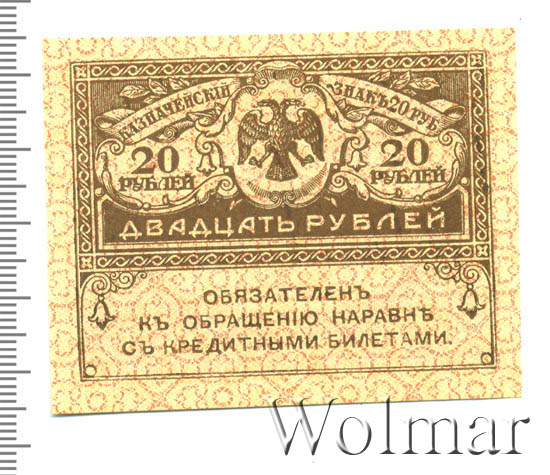 КАЗНАЧЕЙСКІЙ ЗНАКЪ 20 РУБ.
20 РУБЛЕЙ 20 РУБЛЕЙ
ДВАДЦАТЬ РУБЛЕЙ
ОБЯЗАТЕЛЕНЪ
КЪ ОБРАЩЕНІЮ НАРАВНѢ
СЪ КРЕДИТНЫМИ БИЛЕТАМИ.
Wolmar